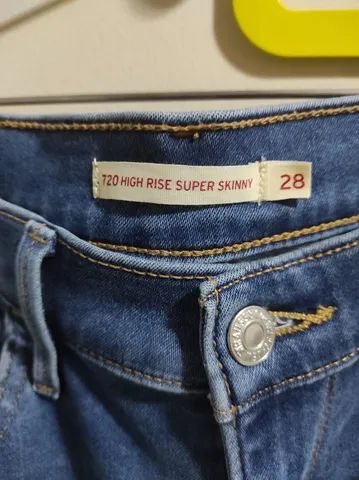 720 HIGH RISE SUPER SKINNY
28